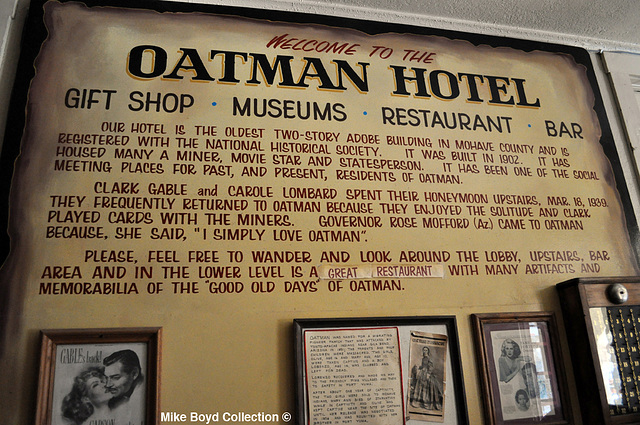 WELCOME TO THE
OATMAN HOTEL
GIFT SHOP · MUSEUMS · RESTAURANT · BAR
OUR HOTEL IS THE OLDEST TWO-STORY ADOBE BUILDING IN MOHAVE COUNTY AND IS
REGISTERED WITH THE NATIONAL HISTORICAL SOCIETY. IT WAS BUILT IN 1902. IT HAS
HOUSED MANY A MINER, MOVIE STAR AND STATESPERSON. IT HAS BEEN ONE OF THE SOCIAL
MEETING PLACES FOR PAST, AND PRESENT, RESIDENTS OF OATMAN.
CLARK GABLE and CAROLE LOMBARD SPENT THEIR HONEYMOON UPSTAIRS, MAR. 18, 1939.
THEY FREQUENTLY RETURNED TO OATMAN BECAUSE THEY ENJOYED THE SOLITUDE AND CLARK
PLAYED CARDS WITH THE MINERS. GOVERNOR ROSE MOFFORD (Az) CAME TO OATMAN
BECAUSE, SHE SAID, "I SIMPLY LOVE OATMAN".
PLEASE, FEEL FREE TO WANDER AND LOOK AROUND THE LOBBY, UPSTAIRS, BAR
AREA AND IN THE LOWER LEVEL IS A GREAT RESTAURANT WITH MANY ARTIFACTS AND
MEMORABILIA OF THE "GOOD OLD DAYS" OF OATMAN.
GABLE's back!
Mike Boyd Collection ©